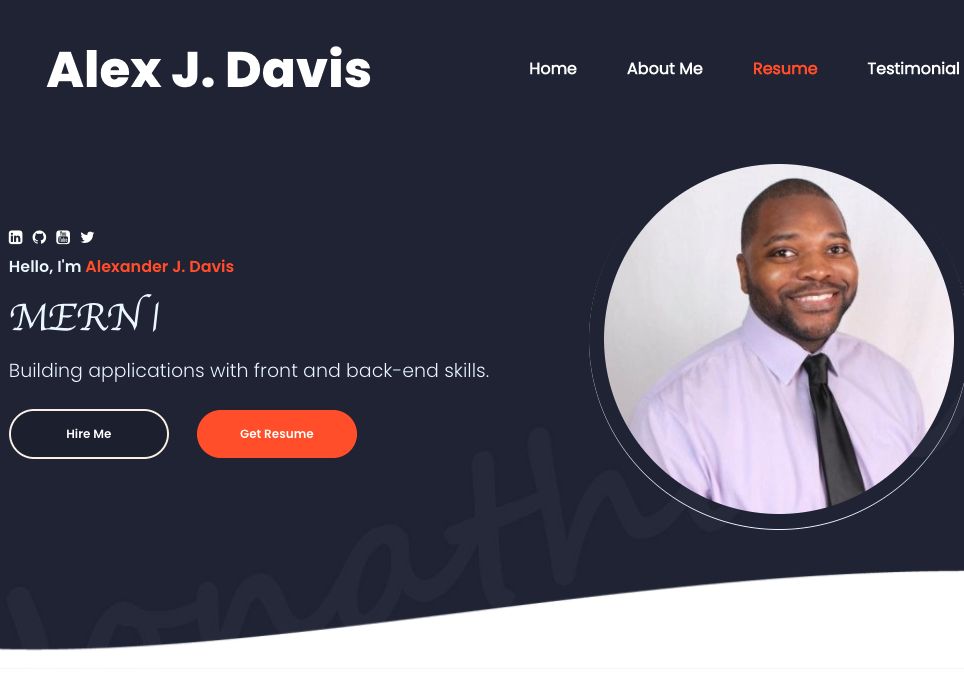 Alex J. Davis
Home About Me Resume Testimonial
Hello, I'm Alexander J. Davis
MERN |
Building applications with front and back-end skills.
Hire Me Get Resume
Jonath